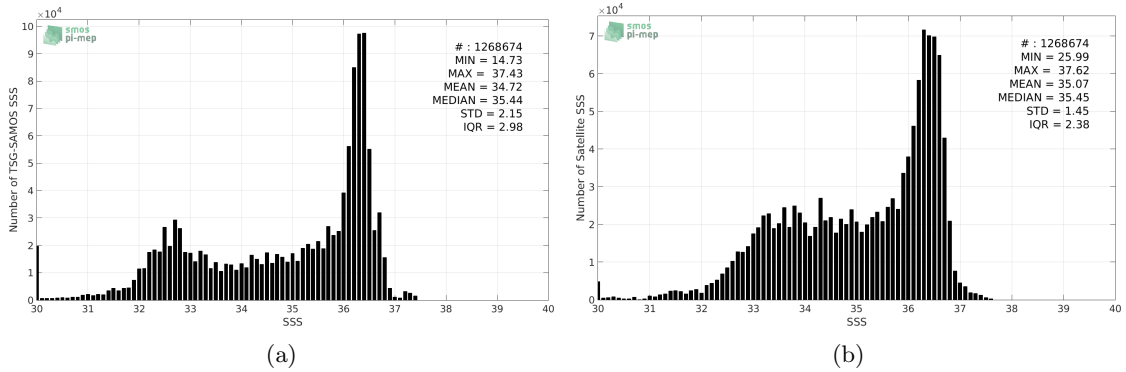 ×10⁴
smos
pi-mep
# : 1268674
MIN = 14.73
MAX = 37.43
MEAN = 34.72
MEDIAN = 35.44
STD = 2.15
IQR = 2.98
Number of TSG-SAMOS SSS
10
9
8
7
6
5
4
3
2
1
0
30 31 32 33 34 35 36 37 38 39 40
SSS
(a)
×10⁴
smos
pi-mep
# : 1268674
MIN = 25.99
MAX = 37.62
MEAN = 35.07
MEDIAN = 35.45
STD = 1.45
IQR = 2.38
Number of Satellite SSS
7
6
5
4
3
2
1
0
30 31 32 33 34 35 36 37 38 39 40
SSS
(b)